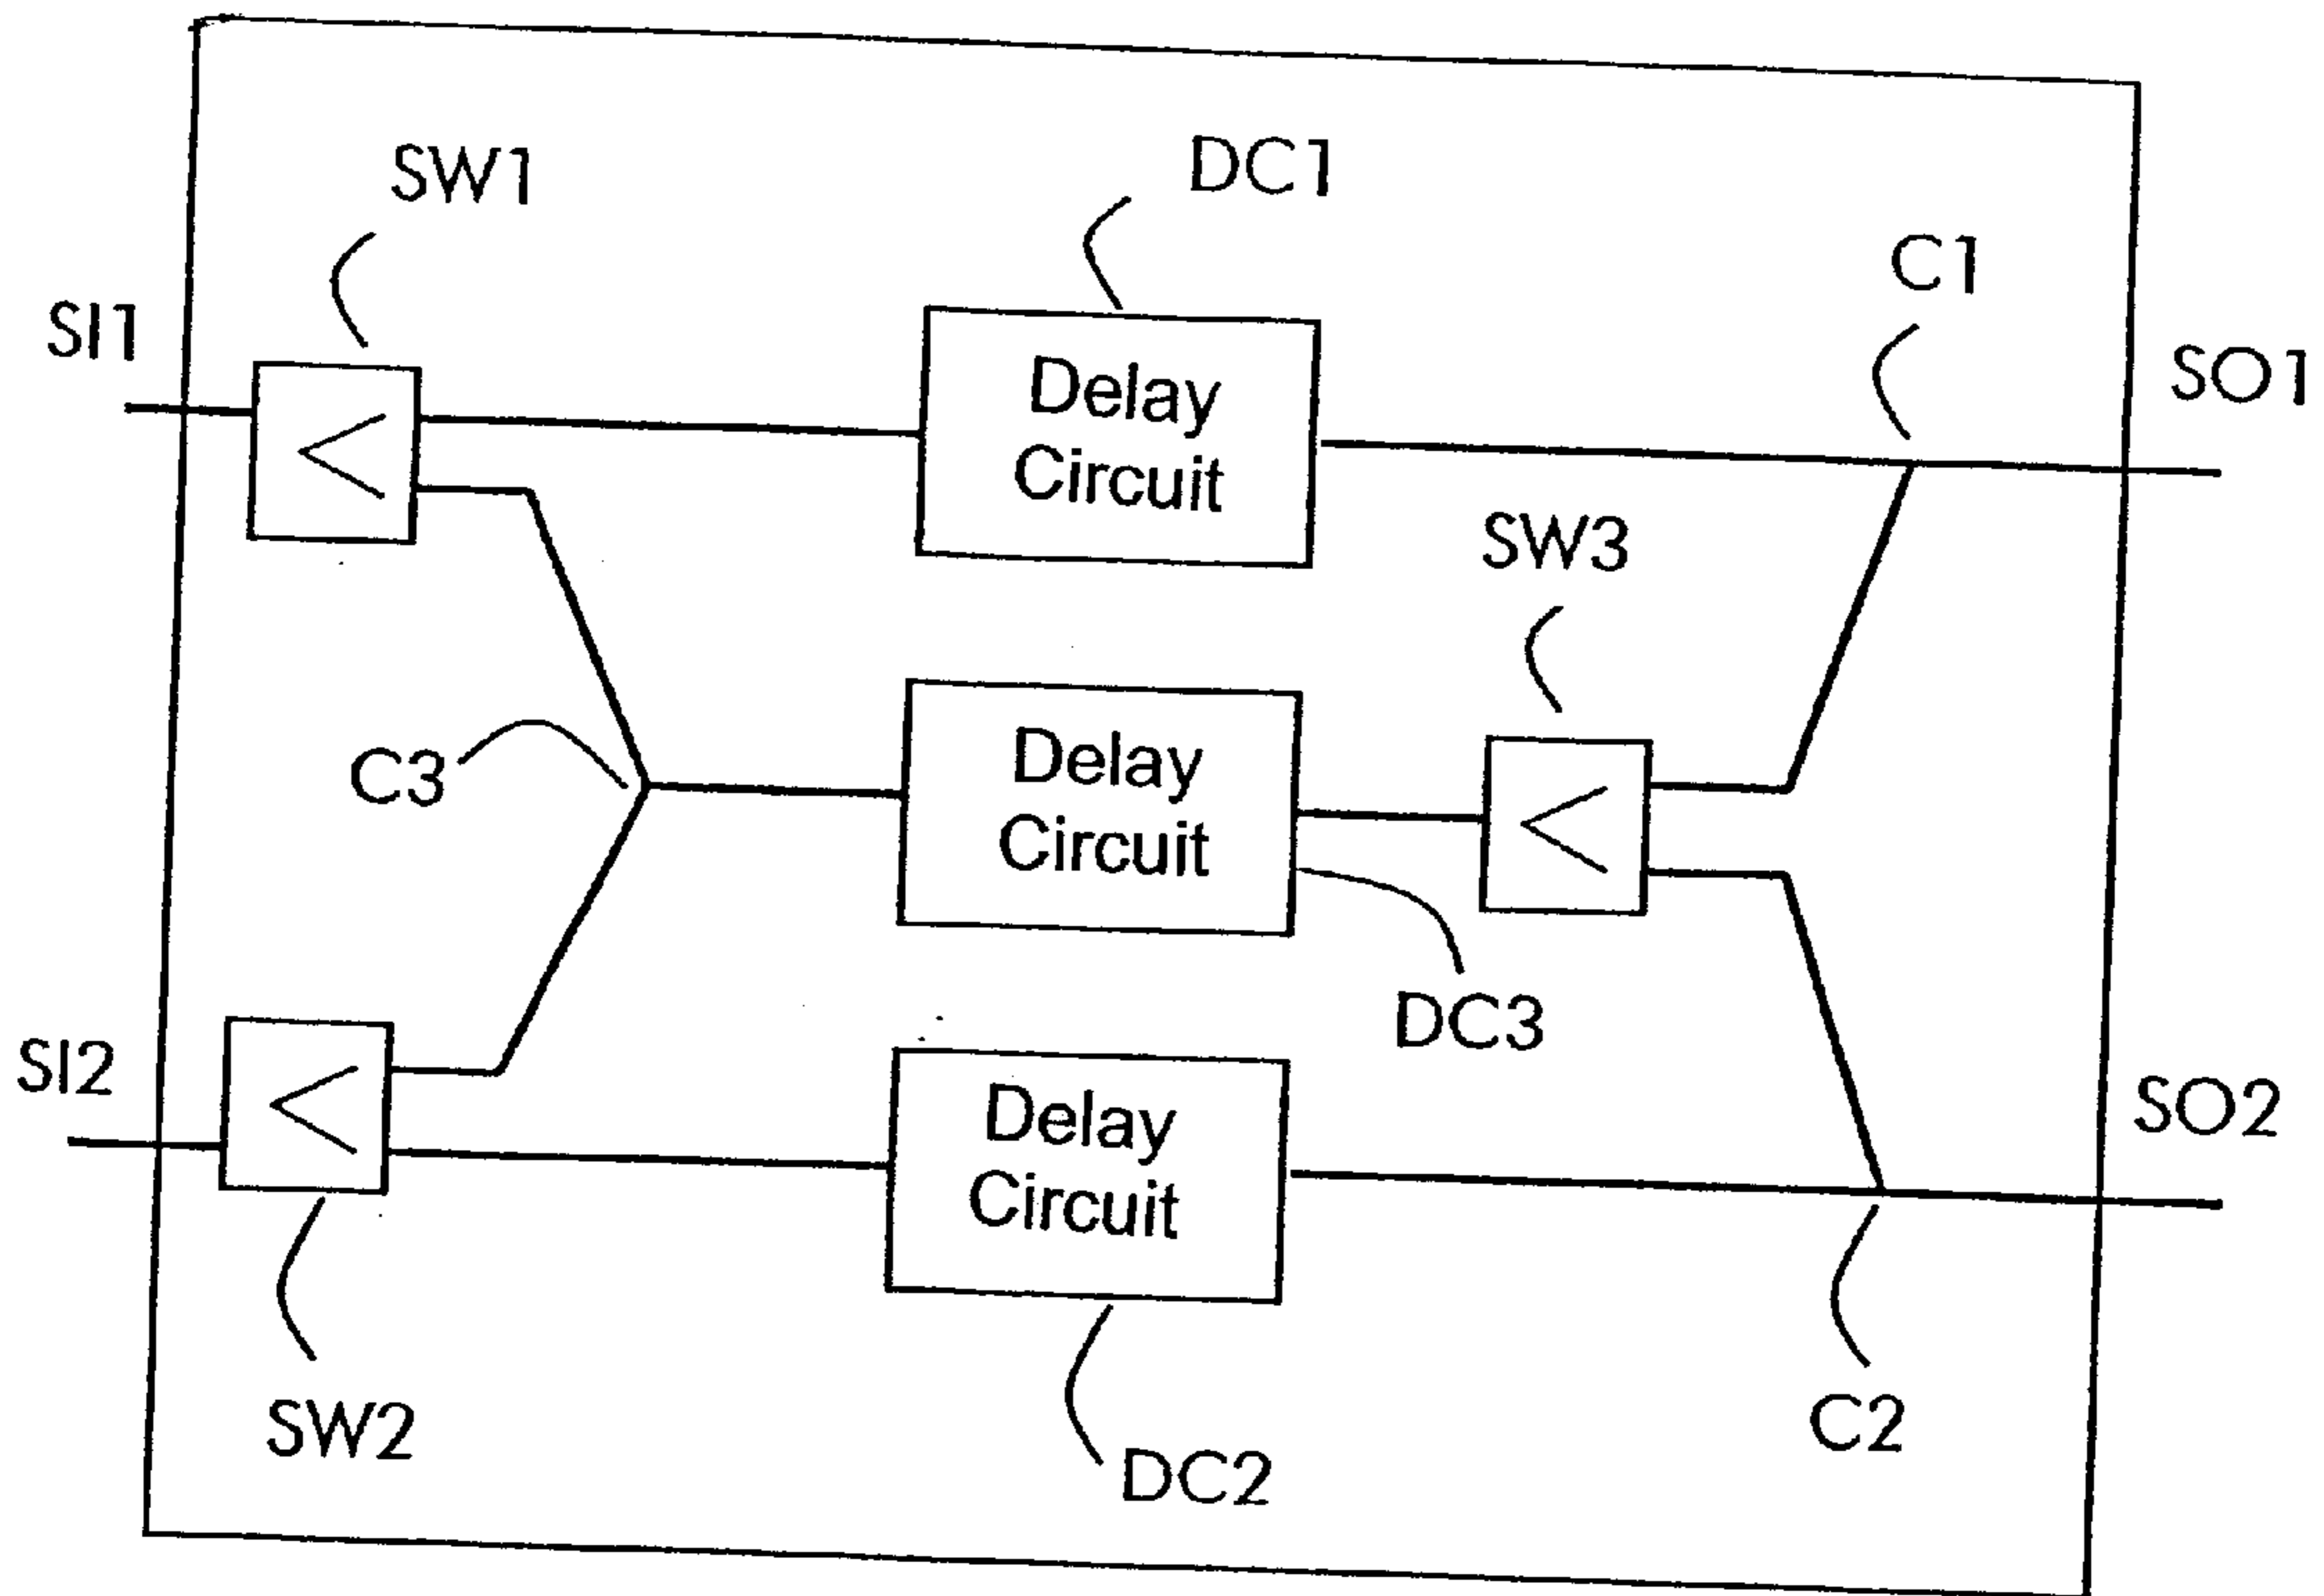 SW1
DC1
C1
SI1
SO1
Delay
Circuit
SW3
C3
Delay
Circuit
DC3
SI2
SO2
Delay
Circuit
SW2
DC2
C2